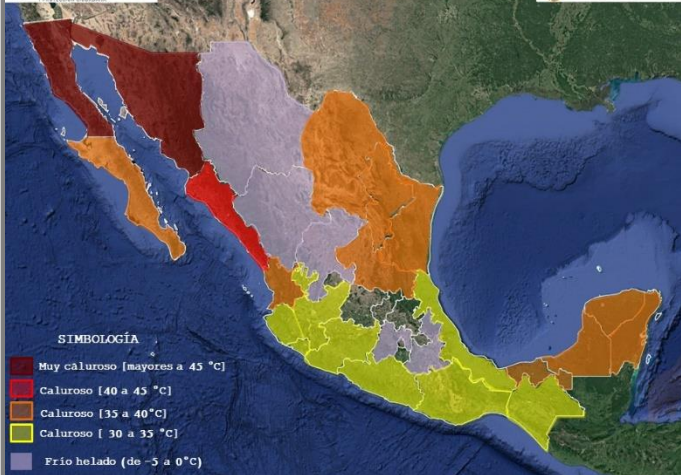 SIMBOLOGÍA
Muy caluroso [mayores a 45 °C]
Caluroso [40 a 45 °C]
Caluroso [35 a 40°C]
Caluroso [ 30 a 35 °C]
Frío helado (de -5 a 0°C)